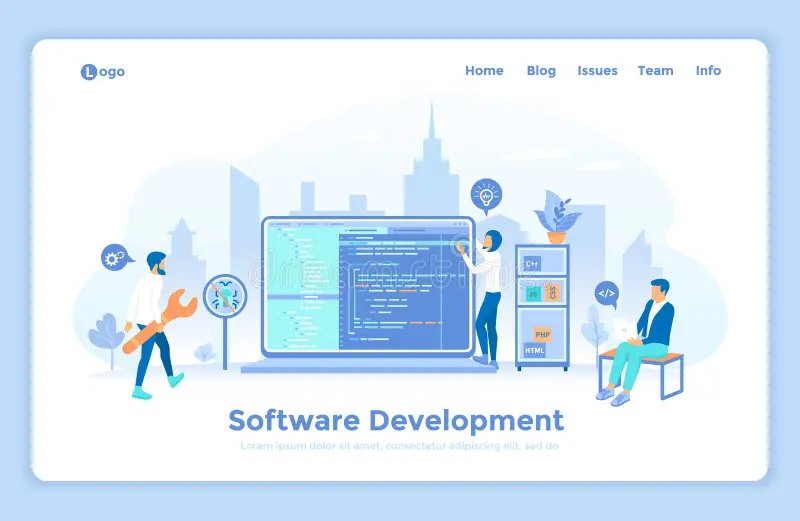 Logo
Home Blog Issues Team Info
dreamstime
C++
JS CSS
PHP
HTML
</>
Software Development
Lorem ipsum dolor sit amet, consectetur adipiscing elit, sed do